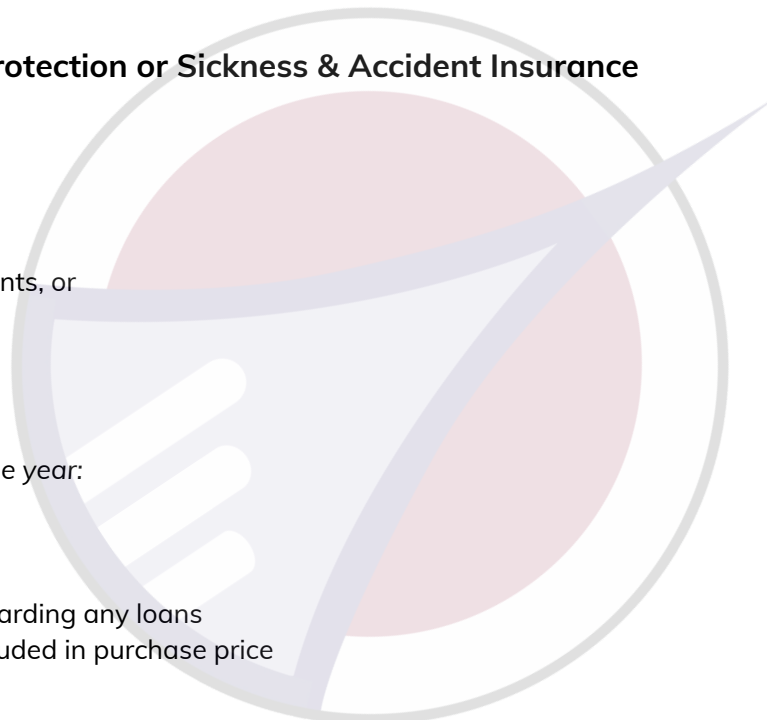 rotection or Sickness & Accident Insurance
nts, or
e year:
arding any loans
uded in purchase price